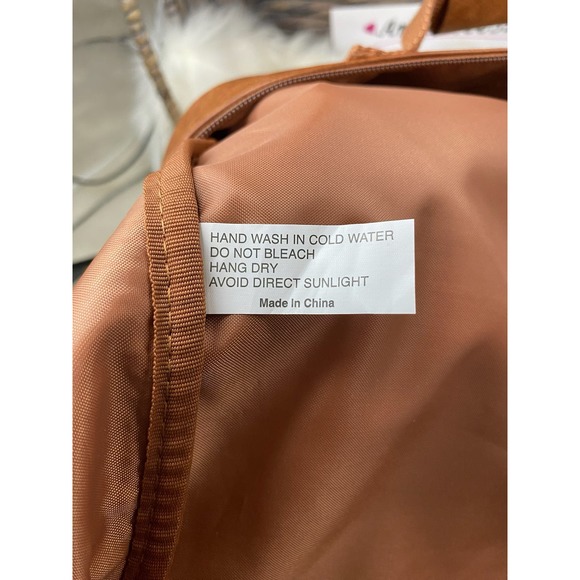 HAND WASH IN COLD WATER
DO NOT BLEACH
HANG DRY
AVOID DIRECT SUNLIGHT
Made In China